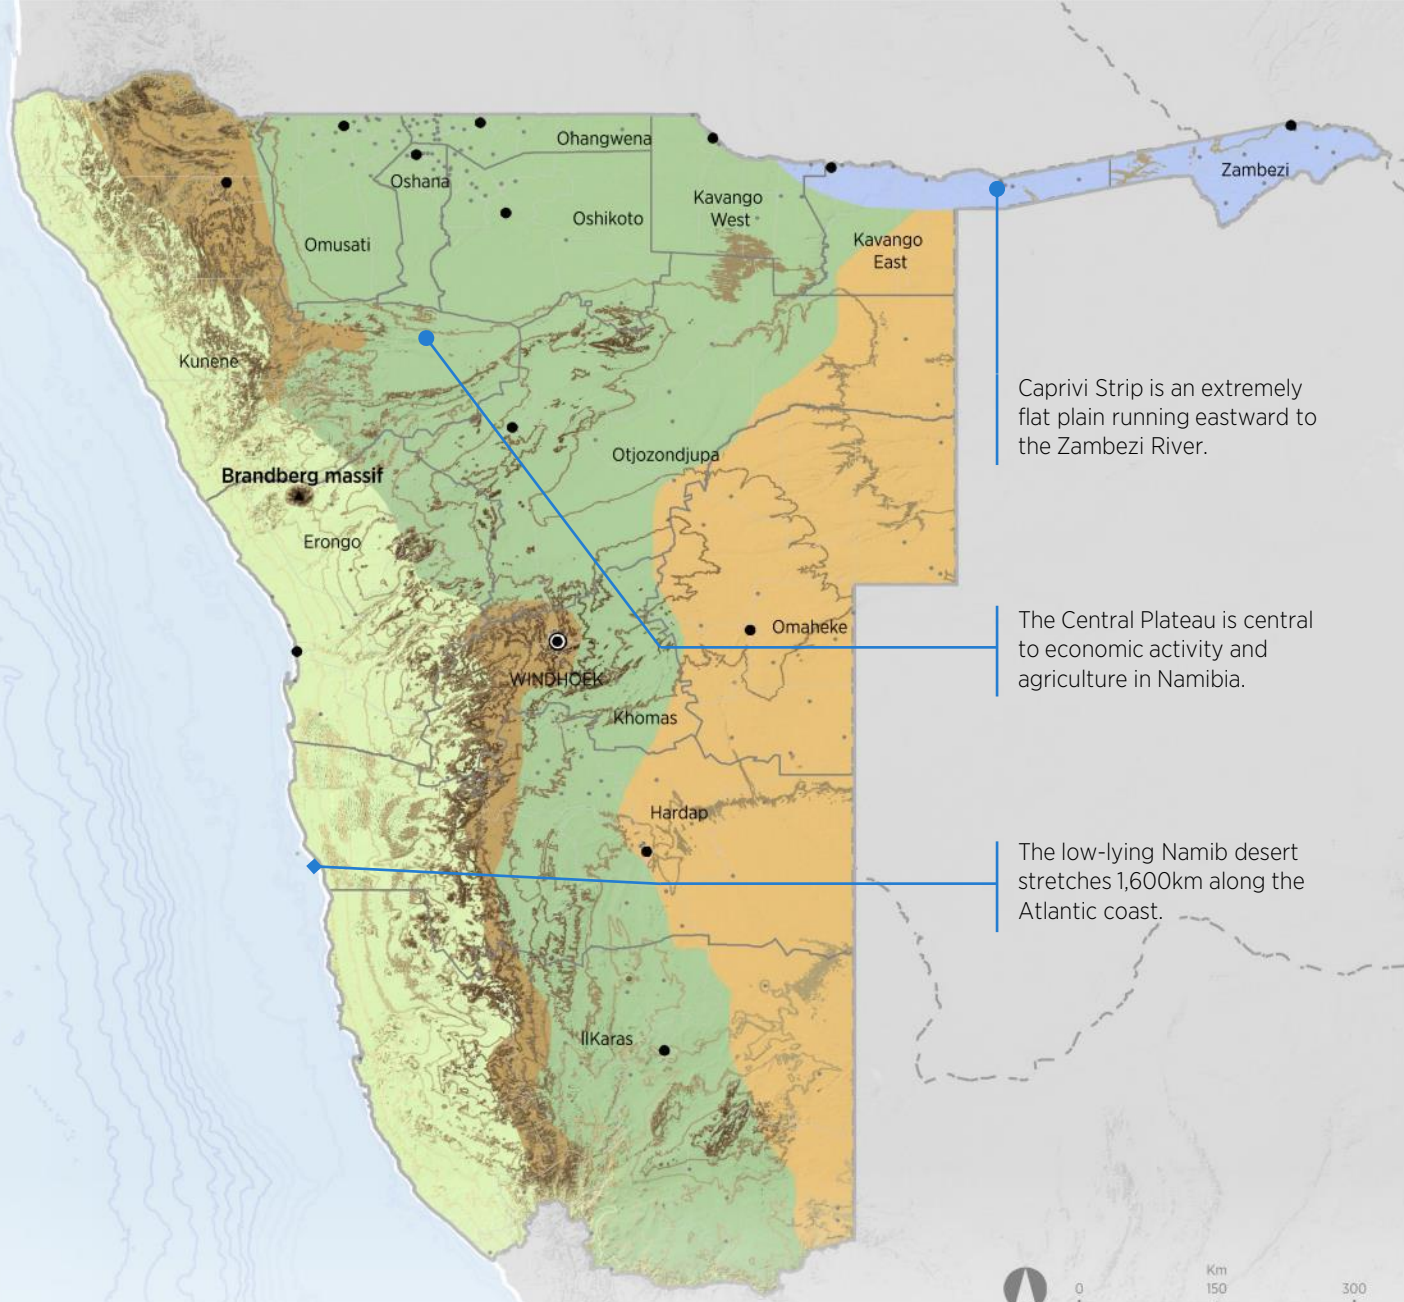 Ohangwena
Oshana
Zambezi
Kavango
West
Oshikoto
Omusati
Kavango
East
Kunene
Caprivi Strip is an extremely
flat plain running eastward to
the Zambezi River.
Otjozondjupa
Brandberg massif
Erongo
The Central Plateau is central
to economic activity and
agriculture in Namibia.
Omaheke
WINDHOEK
Khomas
Hardap
The low-lying Namib desert
stretches 1,600km along the
Atlantic coast.
IIKaras
Km
0 150 300